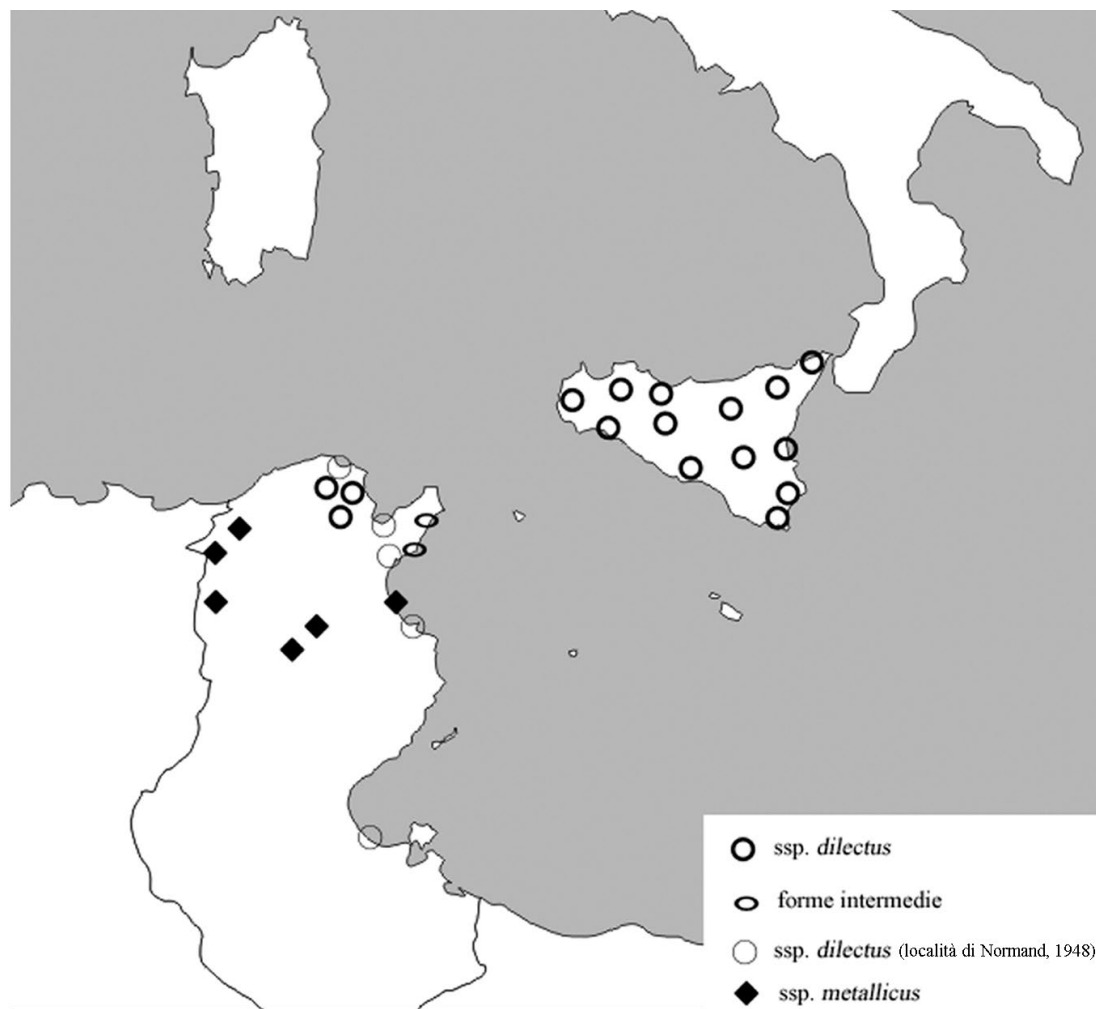 ssp. dilectus
forme intermedie
ssp. dilectus (località di Normand, 1948)
ssp. metallicus